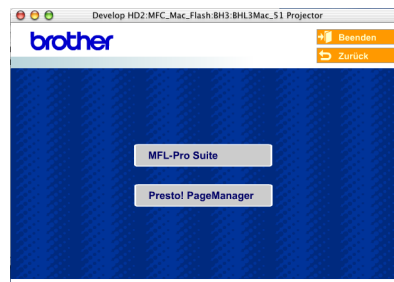 Develop HD2:MFC_Mac_Flash:BH3:BHL3Mac_51 Projector
brother
Beenden
Zurück
MFL-Pro Suite
Presto! PageManager